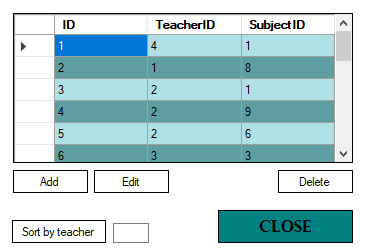 ID TeacherID SubjectID
1 4 1
2 1 8
3 2 1
4 2 9
5 2 6
6 3 3
Add Edit Delete
Sort by teacher CLOSE